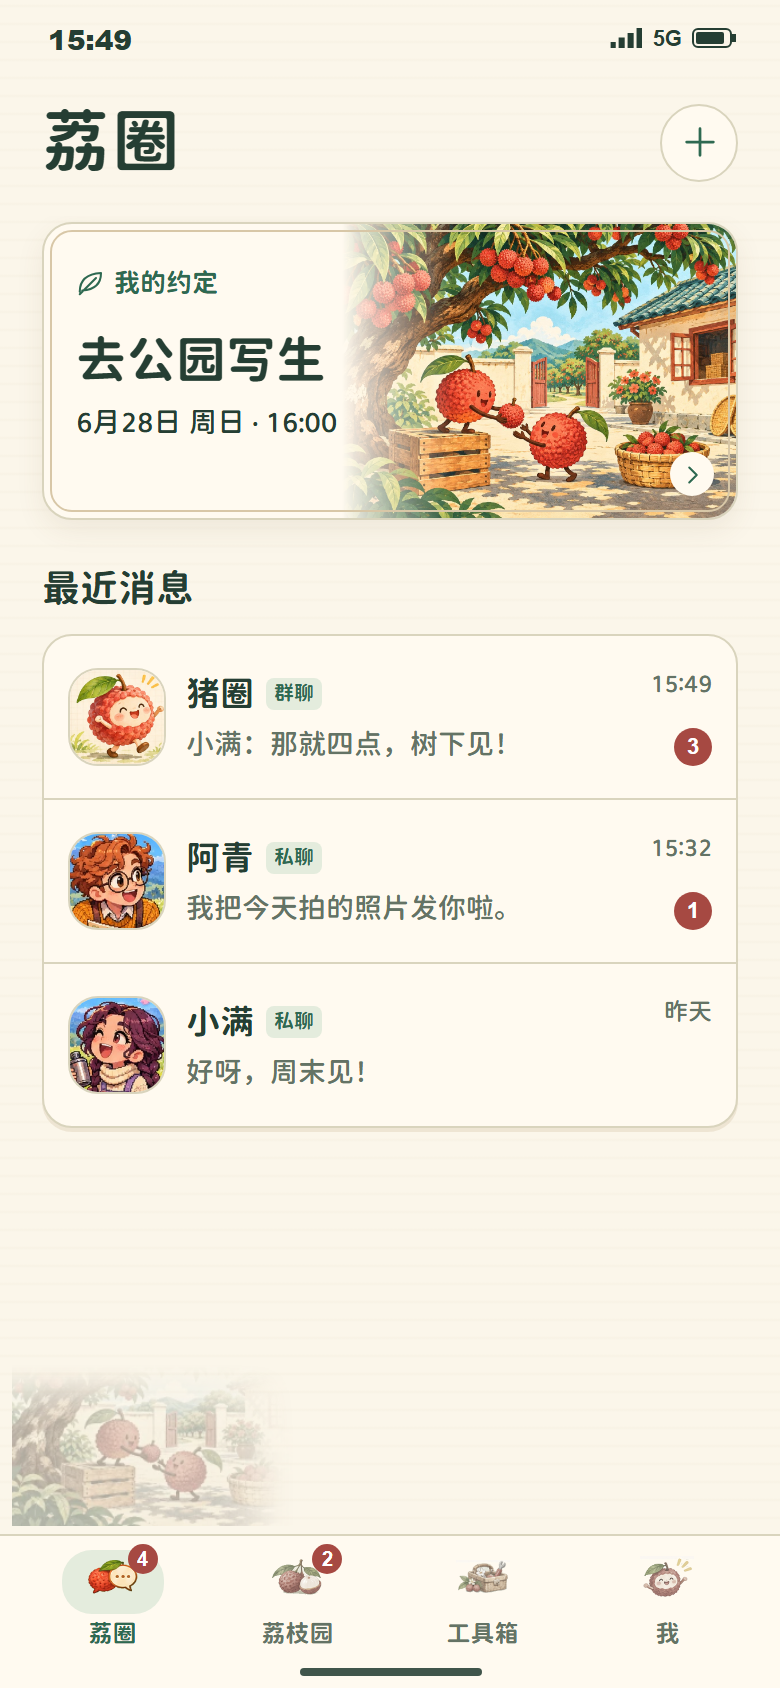 15:49
5G
荔圈
我的约定
去公园写生
6月28日 周日 · 16:00
最近消息
猪圈 群聊 15:49
小满：那就四点，树下见！ 3
阿青 私聊 15:32
我把今天拍的照片发你啦。 1
小满 私聊 昨天
好呀，周末见！
4 2
荔圈 荔枝园 工具箱 我